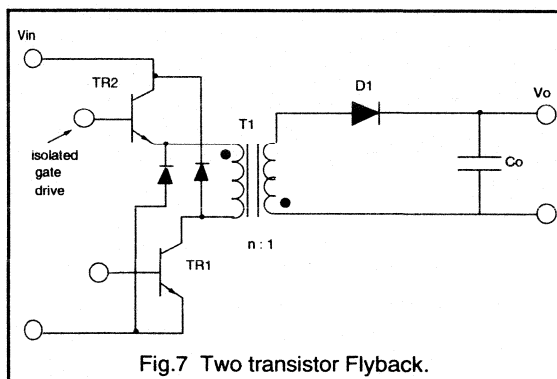 Vin
TR2
isolated
gate
drive
T1
n : 1
TR1
D1
Vo
Co
Fig.7 Two transistor Flyback.